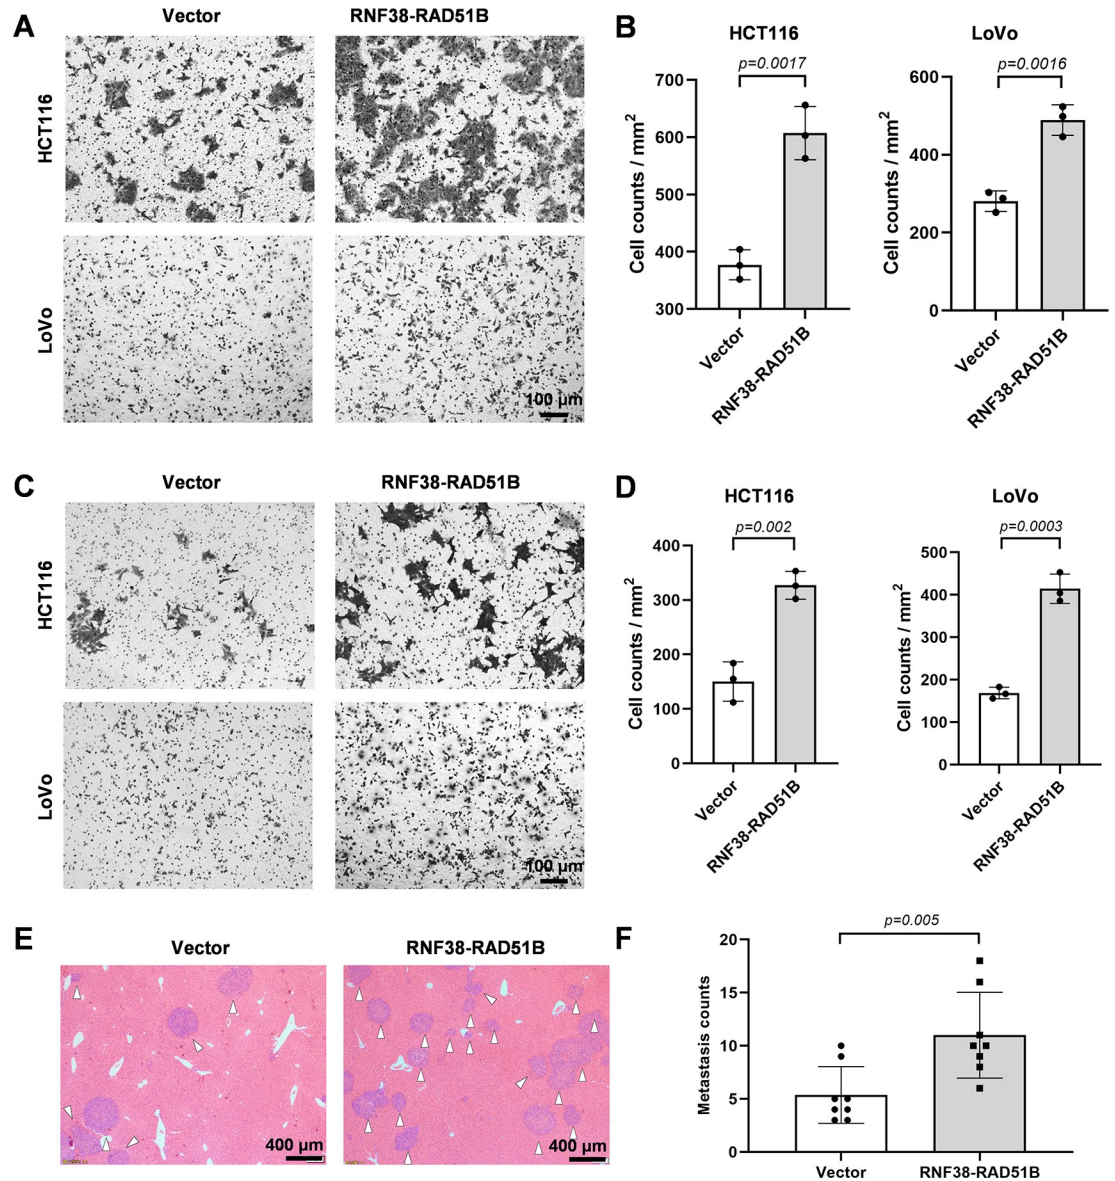 A
Vector
RNF38-RAD51B
HCT116
LoVo
100 μm
B
HCT116
p=0.0017
Cell counts / mm2
700
600
500
400
300
Vector
RNF38-RAD51B
LoVo
p=0.0016
Cell counts / mm2
600
400
200
0
Vector
RNF38-RAD51B
C
Vector
RNF38-RAD51B
HCT116
LoVo
100 μm
D
HCT116
p=0.002
Cell counts / mm2
400
300
200
100
0
Vector
RNF38-RAD51B
LoVo
p=0.0003
Cell counts / mm2
500
400
300
200
100
0
Vector
RNF38-RAD51B
E
Vector
RNF38-RAD51B
400 μm
400 μm
F
p=0.005
Metastasis counts
20
15
10
5
0
Vector
RNF38-RAD51B